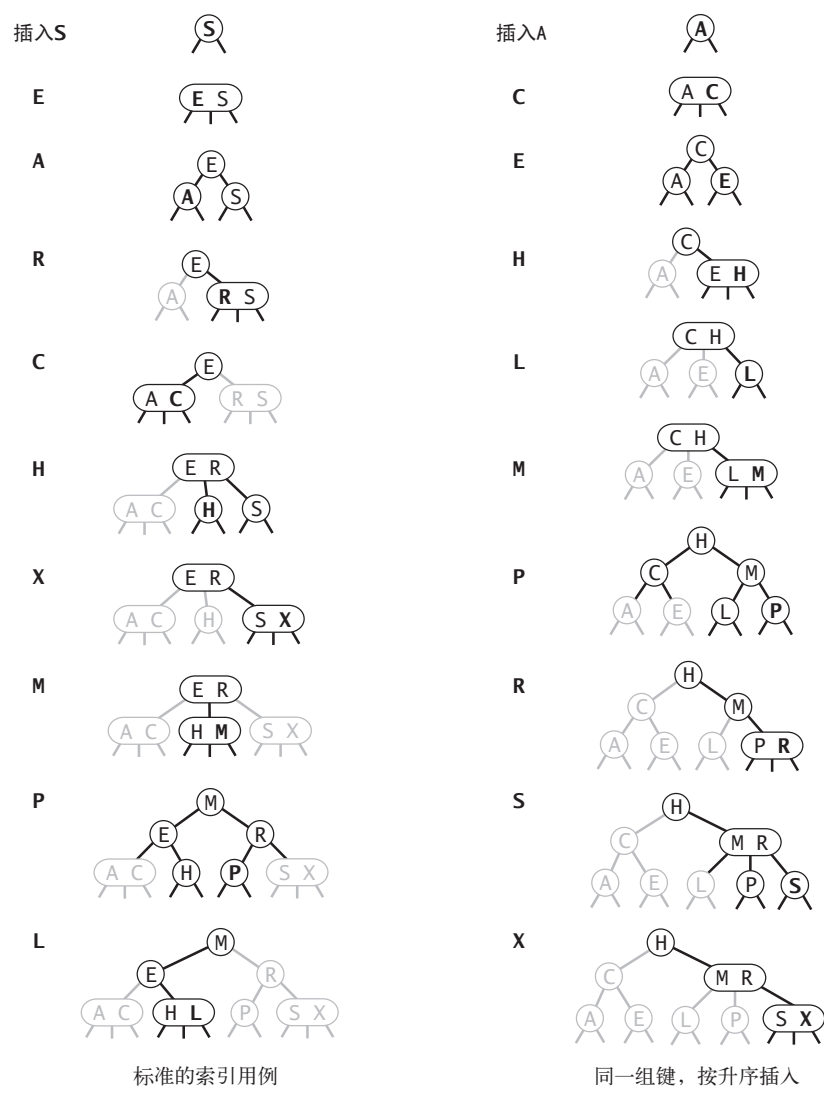 插入S
S
E
E S
A
E
A S
R
E
A R S
C
E
A C R S
H
E R
A C H S
X
E R
A C H S X
M
E R
A C H M S X
P
M
E R
A C H P S X
L
M
E R
A C H L P S X
标准的索引用例
插入A
A
C
A C
E
C
A E
H
C
A E H
L
C H
A E L
M
C H
A E L M
P
H
C M
A E L P
R
H
C M
A E L P R
S
H
C M R
A E L P S
X
H
C M R
A E L P S X
同一组键，按升序插入